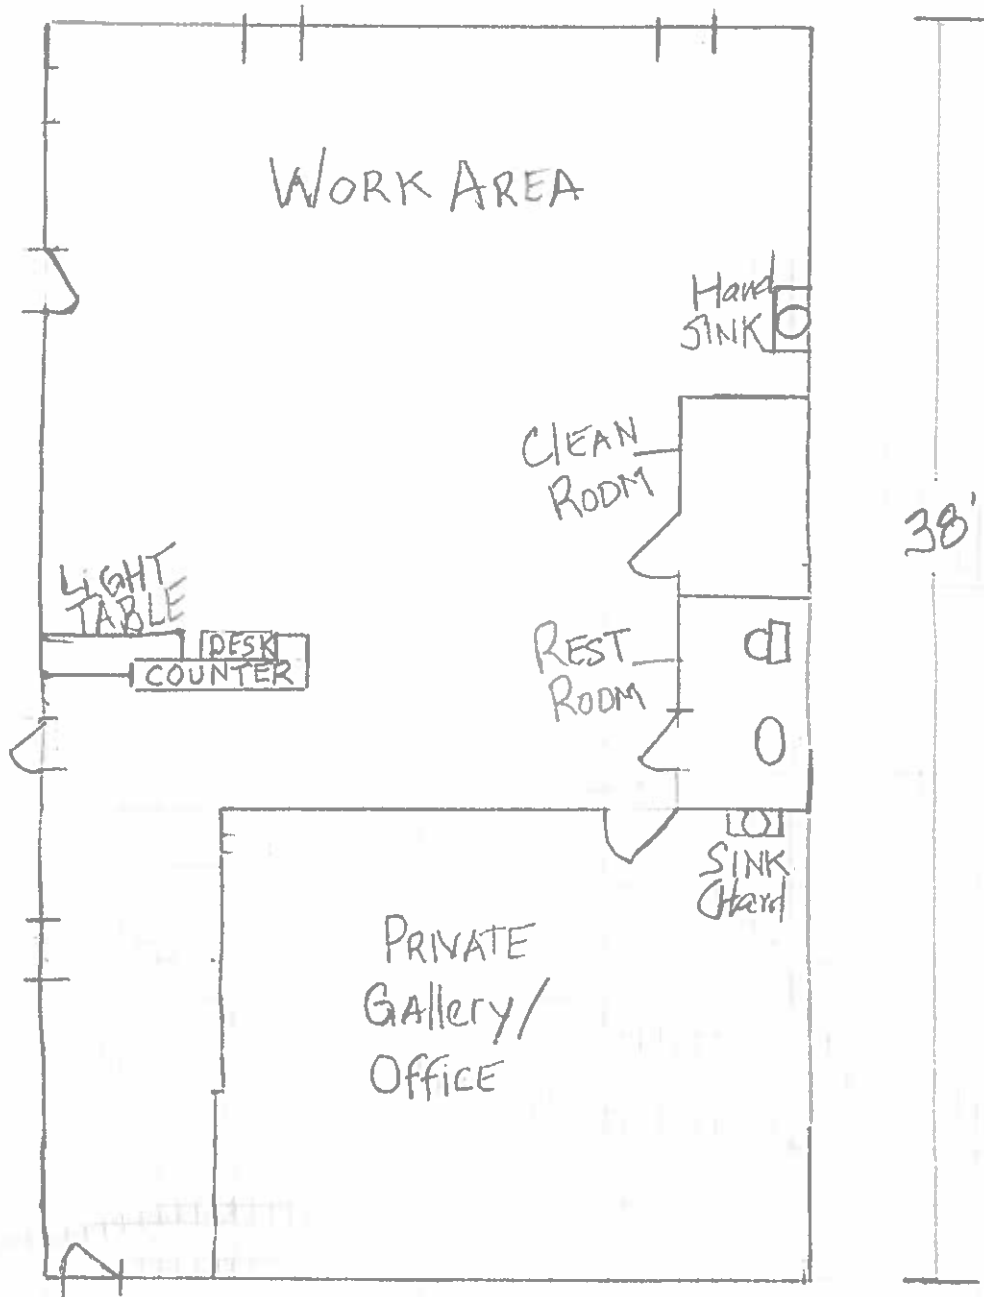 WORK AREA
Hand
SINK
CLEAN
ROOM
38'
LiGHT
TABLE
DESK
COUNTER
REST
ROOM
SINK
Hand
PRIVATE
GAllery/
OFFiCE